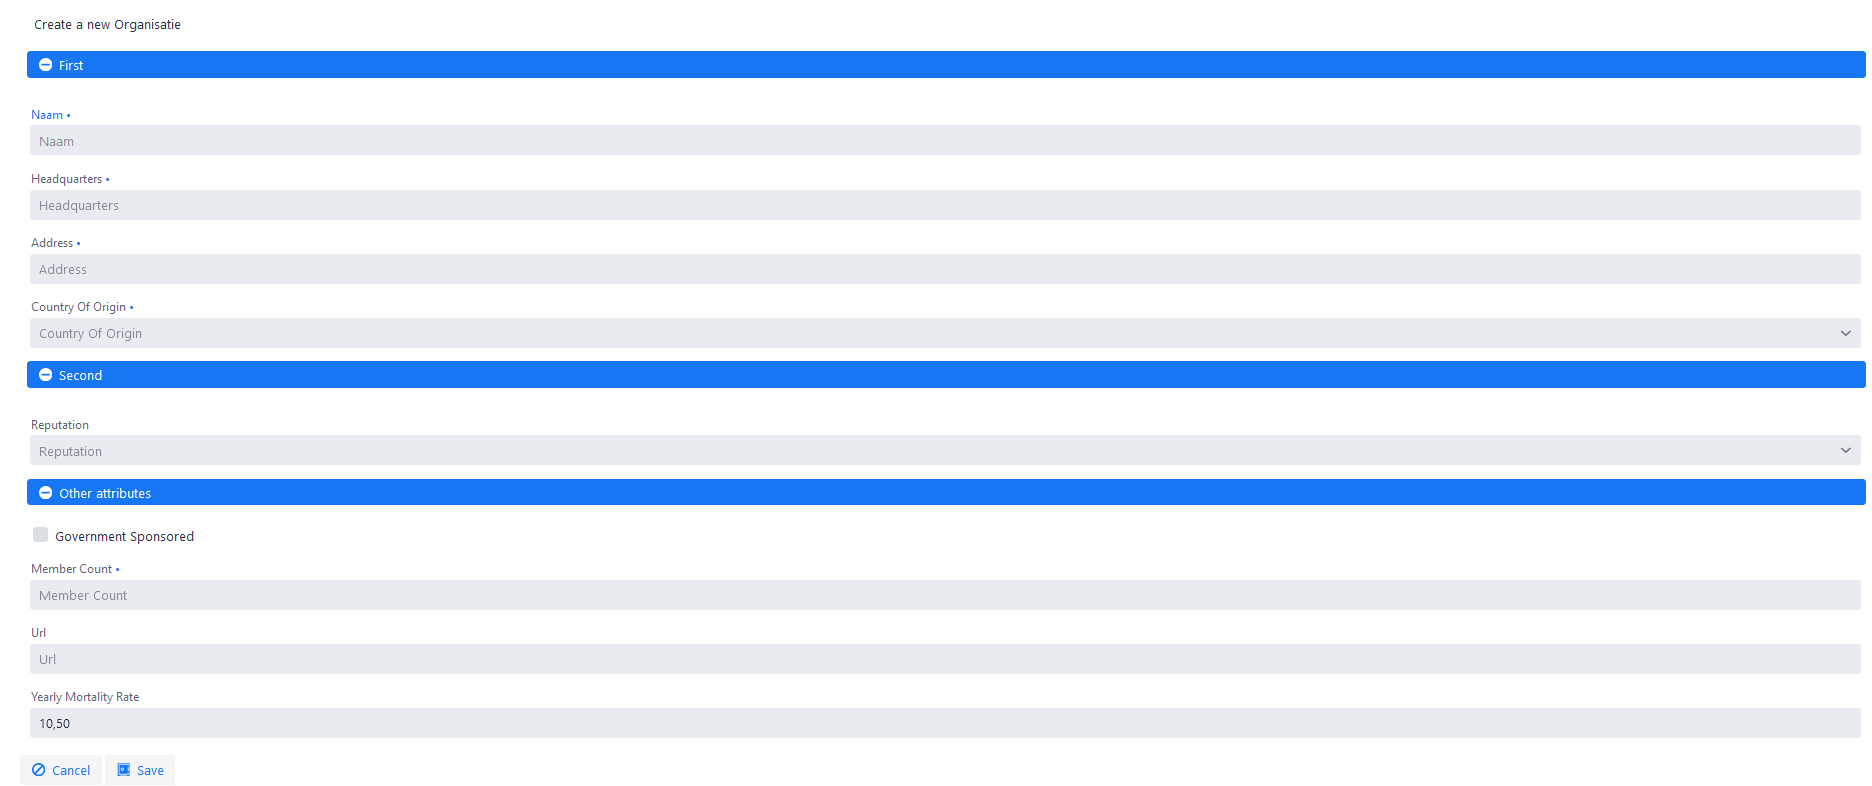 Create a new Organisatie
First
Naam •
Naam
Headquarters •
Headquarters
Address •
Address
Country Of Origin •
Country Of Origin
Second
Reputation
Reputation
Other attributes
Government Sponsored
Member Count •
Member Count
Url
Url
Yearly Mortality Rate
10,50
Cancel Save